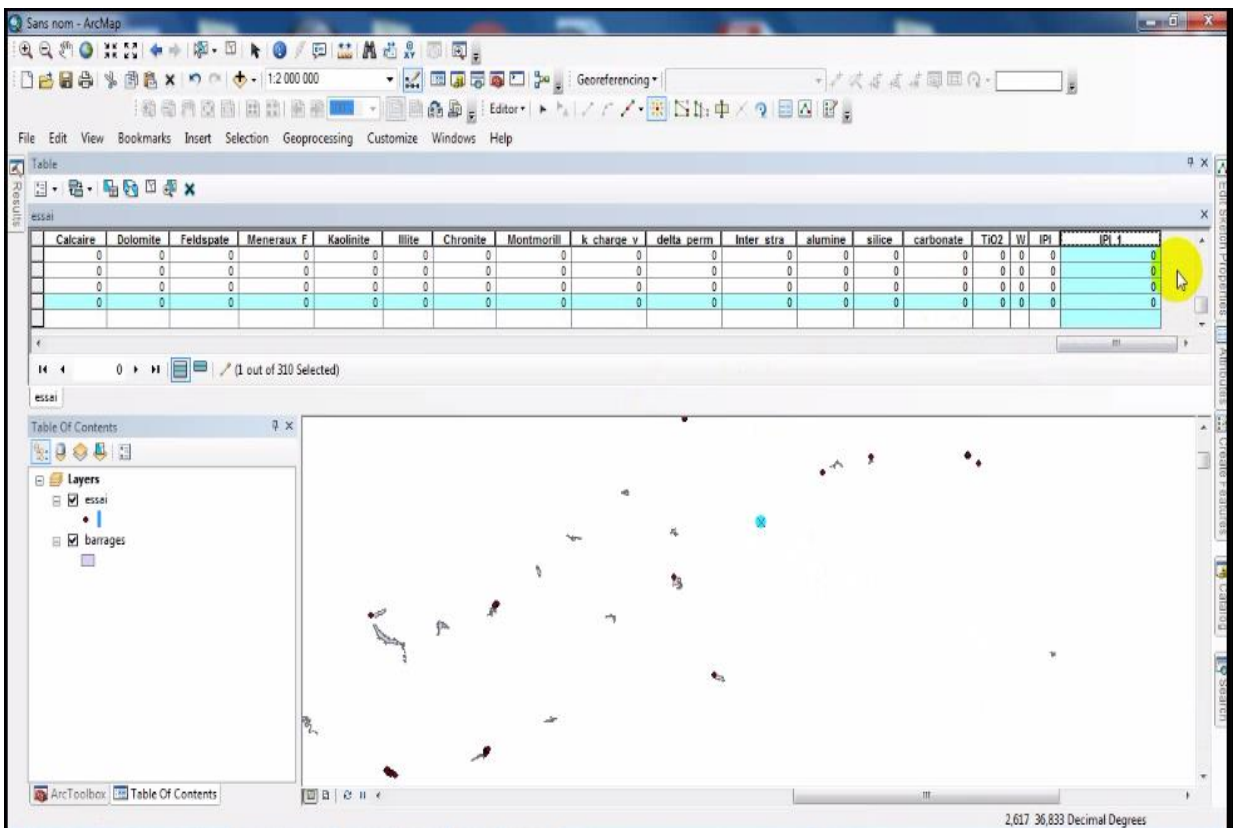 Sans nom - ArcMap
1:2 000 000
Georeferencing
Editor
File Edit View Bookmarks Insert Selection Geoprocessing Customize Windows Help
Table
essai
Calcaire Dolomite Feldspate Meneraux F Kaolinite Illite Chronite Montmorill k charge v delta perm Inter stra alumine silice carbonate TiO2 W IPI IPI_1
0 0 0 0 0 0 0 0 0 0 0 0 0 0 0 0 0 0
0 0 0 0 0 0 0 0 0 0 0 0 0 0 0 0 0 0
0 0 0 0 0 0 0 0 0 0 0 0 0 0 0 0 0 0
0 0 0 0 0 0 0 0 0 0 0 0 0 0 0 0 0 0
0 (1 out of 310 Selected)
essai
Table Of Contents
Layers
essai
barrages
ArcToolbox Table Of Contents
2,617 36,833 Decimal Degrees
Results
Edit Sketch Properties
Attributes
Create Features
Catalog
Search